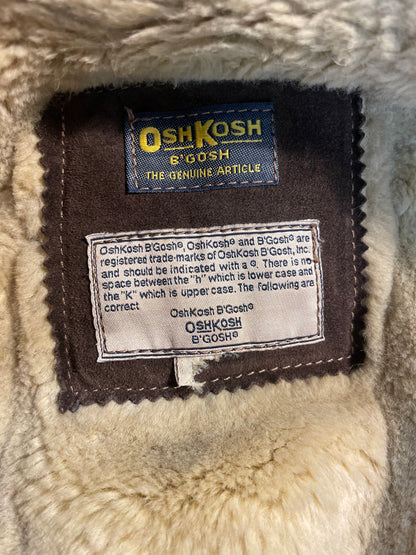 OSHKOSH
B'GOSH
THE GENUINE ARTICLE
OshKosh B'Gosh®, OshKosh® and B'Gosh® are
registered trade-marks of OshKosh B'Gosh, Inc.
and should be indicated with a ®. There is no
space between the "h" which is lower case and
the "K" which is upper case. The following are
correct
OshKosh B'Gosh®
OSHKOSH
B'GOSH®